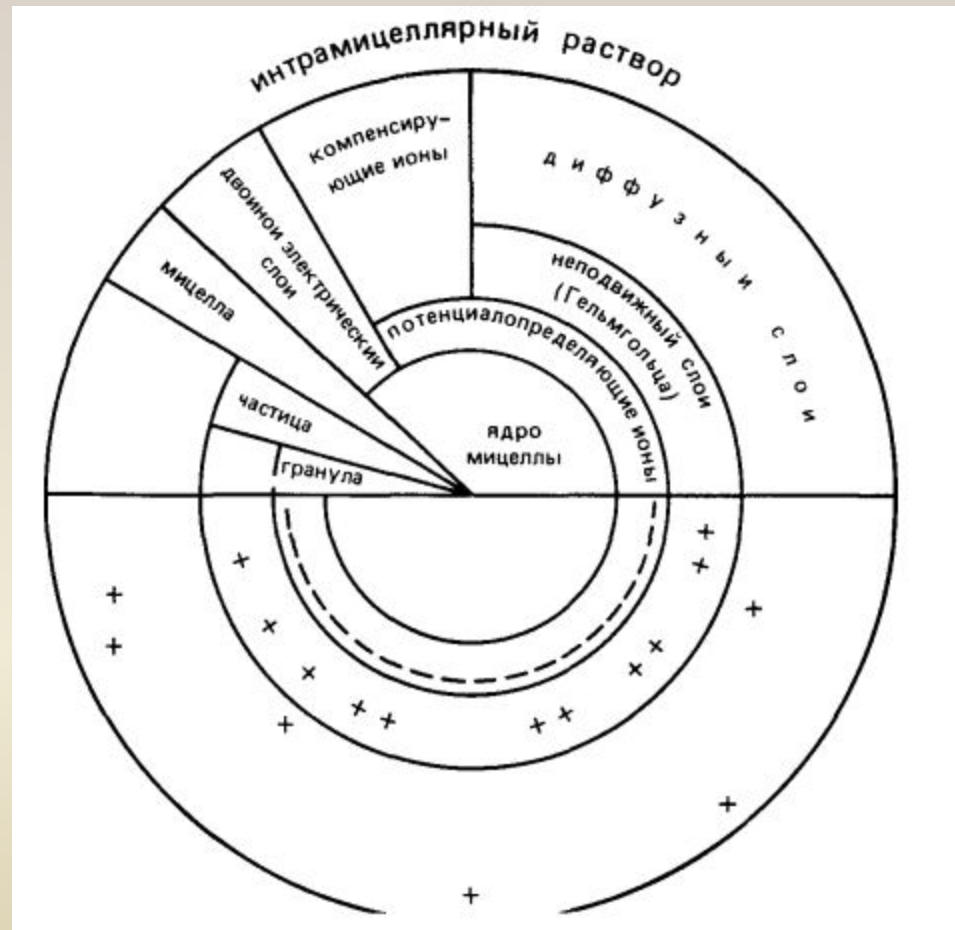 интрамицеллярный раствор
компенсиру-
ющие ионы
диффузный слой
двойной электрический
слой
мицелла
неподвижный слой
(Гельмгольца)
потенциалопределяющие ионы
частица
гранула
ядро
мицеллы